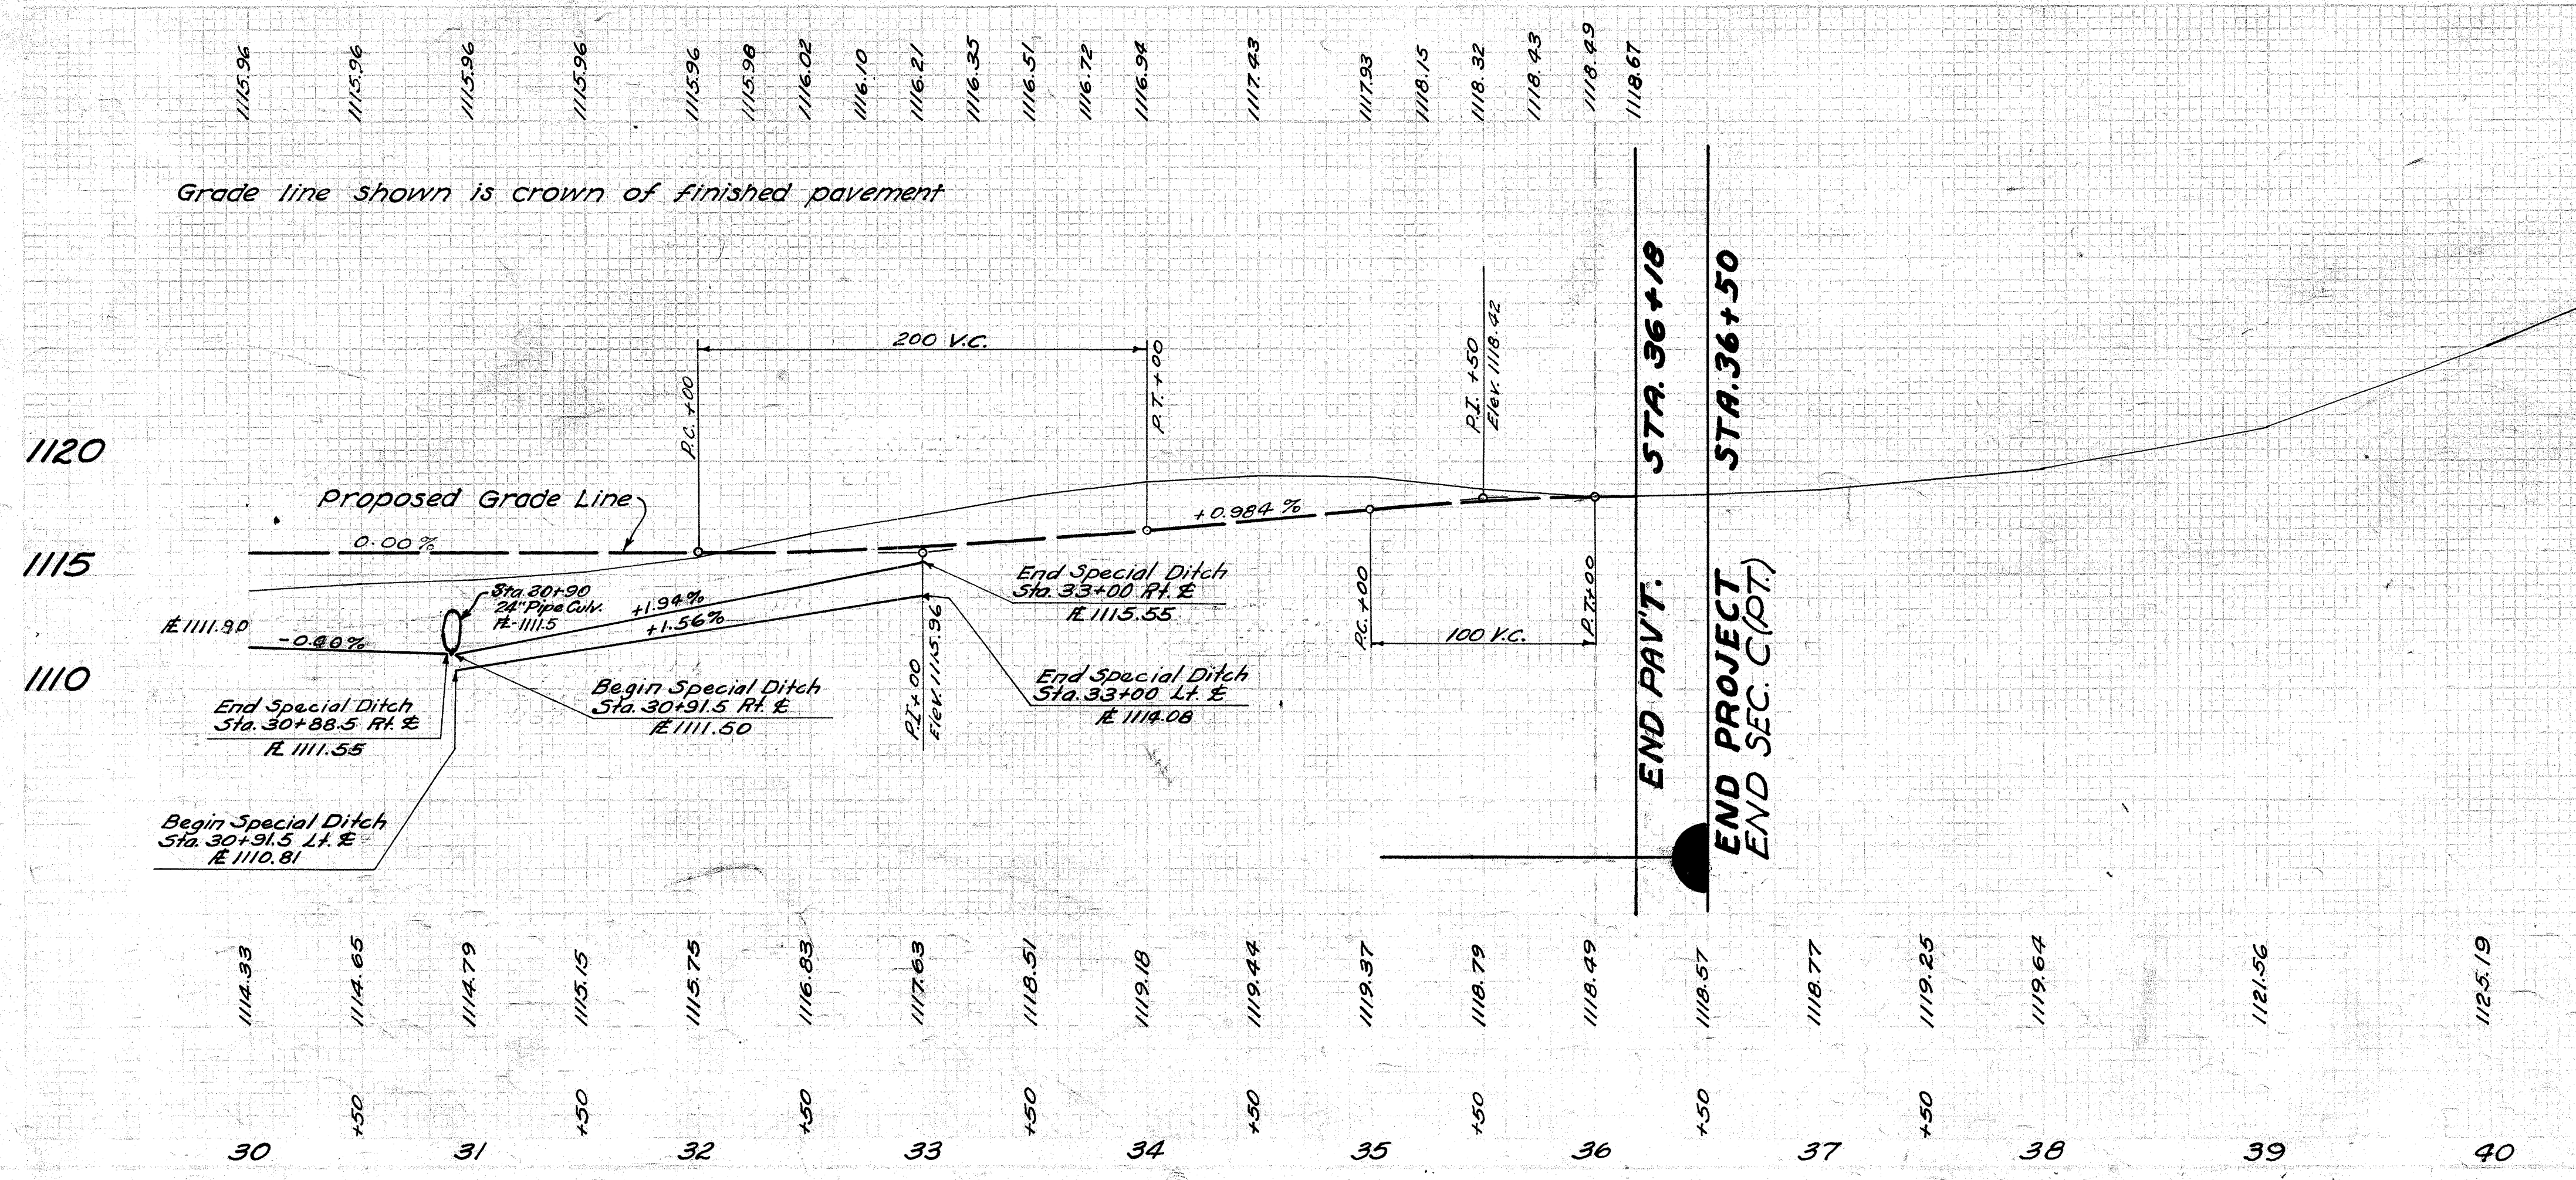 1115.96 1115.96 1115.96 1115.96 1115.96 1115.98 1116.02 1116.10 1116.21 1116.35 1116.51 1116.72 1116.94 1117.43 1117.93 1118.15 1118.32 1118.43 1118.49 1118.67
Grade line shown is crown of finished pavement
200 V.C.
P.C. +00
P.T. +00
P.I. +50
Elev. 1118.42
STA. 36+18
STA. 36+50
1120
Proposed Grade Line
+0.984 %
0.00 %
1115
Sta. 30+90
24" Pipe Culv.
F̵L̵-1111.5
+1.94%
+1.56%
End Special Ditch
Sta. 33+00 Rt. ℄
F̵L̵ 1115.55
F̵L̵ 1111.90
%
P.C. +00
100 V.C.
P.T. +00
1110
P.I. +00
Elev. 1115.96
End Special Ditch
Sta. 33+00 Lt. ℄
F̵L̵ 1114.08
Begin Special Ditch
Sta. 30+91.5 Rt. ℄
F̵L̵ 1111.50
End Special Ditch
Sta. 30+88.5 Rt. ℄
F̵L̵ 1111.55
Begin Special Ditch
Sta. 30+91.5 Lt. ℄
F̵L̵ 1110.81
END PAV'T.
END PROJECT
END SEC. C (PT.)
1114.33 1114.65 1114.79 1115.15 1115.75 1116.83 1117.63 1118.51 1119.18 1119.44 1119.37 1118.79 1118.49 1118.57 1118.77 1119.25 1119.64 1121.56 1125.19
+50 +50 +50 +50 +50 +50 +50 +50
30 31 32 33 34 35 36 37 38 39 40